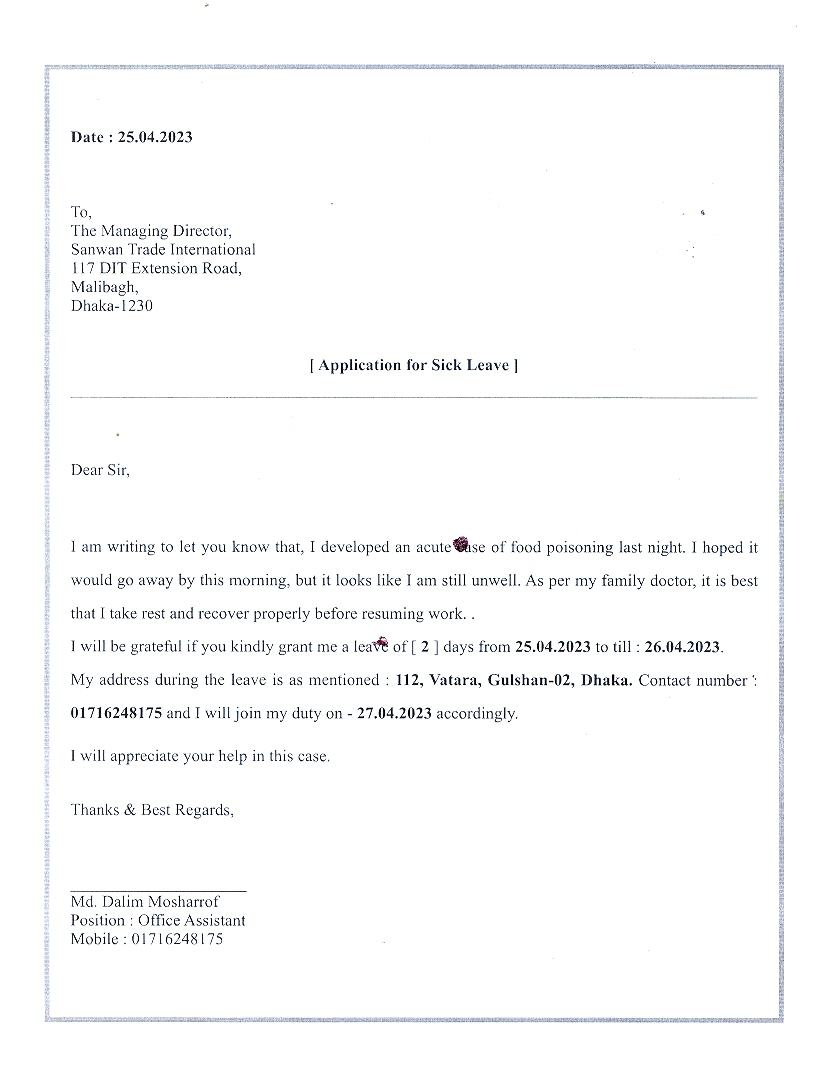 Date : 25.04.2023
To,
The Managing Director,
Sanwan Trade International
117 DIT Extension Road,
Malibagh,
Dhaka-1230
[ Application for Sick Leave ]
Dear Sir,
I am writing to let you know that, I developed an acute case of food poisoning last night. I hoped it
would go away by this morning, but it looks like I am still unwell. As per my family doctor, it is best
that I take rest and recover properly before resuming work. .
I will be grateful if you kindly grant me a leave of [ 2 ] days from 25.04.2023 to till : 26.04.2023.
My address during the leave is as mentioned : 112, Vatara, Gulshan-02, Dhaka. Contact number :
01716248175 and I will join my duty on - 27.04.2023 accordingly.
I will appreciate your help in this case.
Thanks & Best Regards,
Md. Dalim Mosharrof
Position : Office Assistant
Mobile : 01716248175